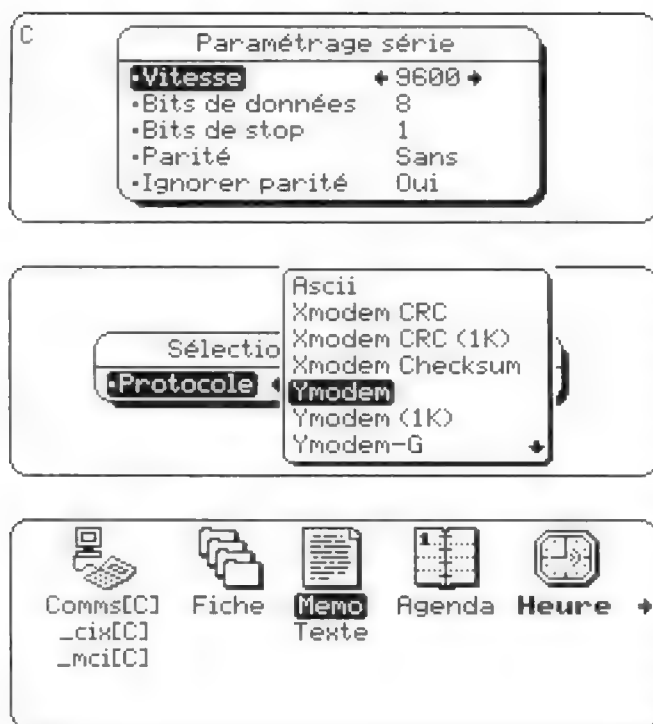 C
Paramétrage série
•Vitesse 9600
•Bits de données 8
•Bits de stop 1
•Parité Sans
•Ignorer parité Oui
Sélectio
•Protocole
Ascii
Xmodem CRC
Xmodem CRC (1K)
Xmodem Checksum
Ymodem
Ymodem (1K)
Ymodem-G
Comms[C] Fiche Memo Agenda Heure
_cix[C] Texte
_mci[C]